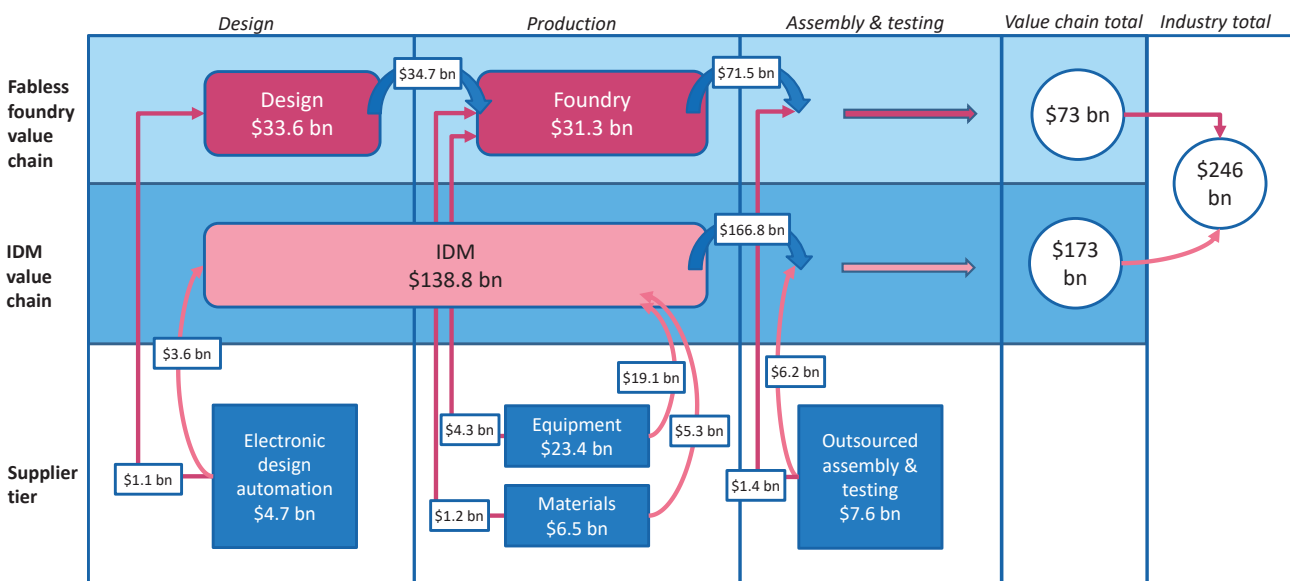 Design
Production
Assembly & testing
Value chain total
Industry total
Fabless
foundry
value
chain
Design
$33.6 bn
$34.7 bn
Foundry
$31.3 bn
$71.5 bn
$73 bn
$246
bn
IDM
value
chain
IDM
$138.8 bn
$166.8 bn
$173
bn
$3.6 bn
$19.1 bn
$6.2 bn
Supplier
tier
$1.1 bn
Electronic
design
automation
$4.7 bn
$4.3 bn
Equipment
$23.4 bn
$5.3 bn
$1.2 bn
Materials
$6.5 bn
$1.4 bn
Outsourced
assembly &
testing
$7.6 bn